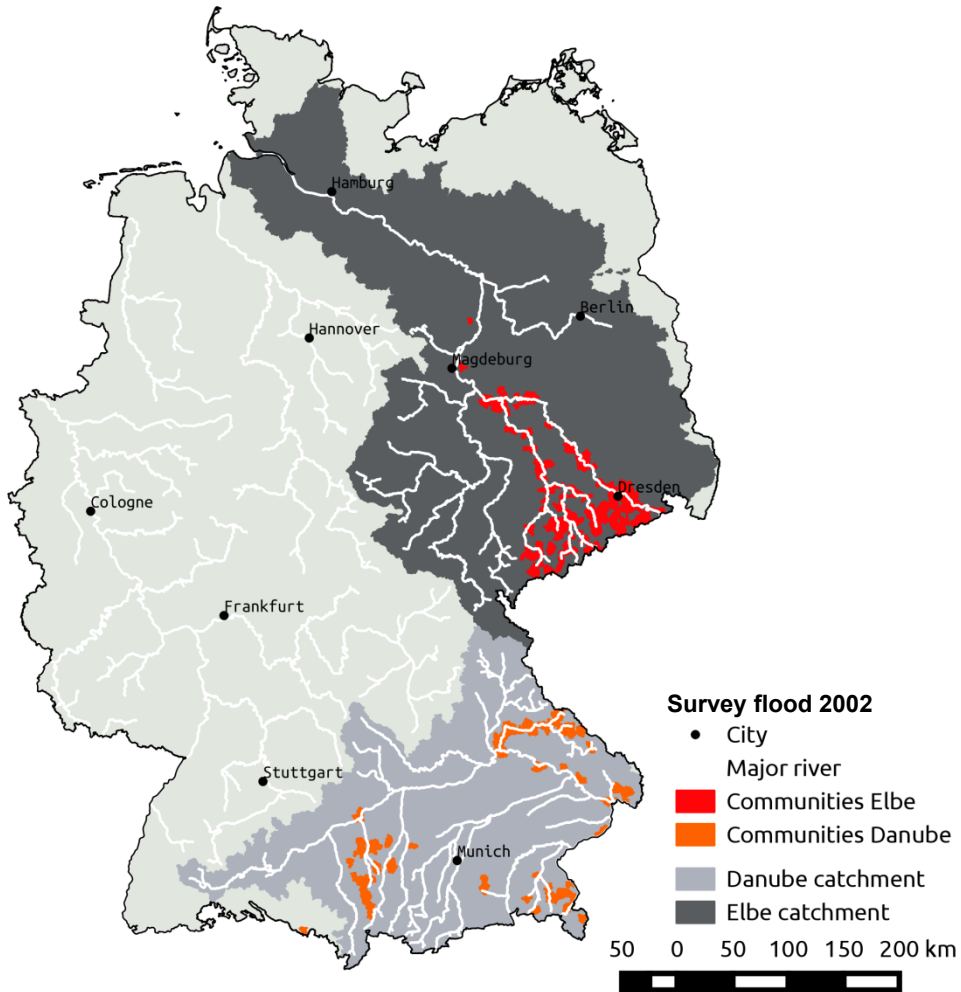 Hamburg
Berlin
Hannover
Magdeburg
Dresden
Cologne
Frankfurt
Stuttgart
Munich
Survey flood 2002
City
Major river
Communities Elbe
Communities Danube
Danube catchment
Elbe catchment
50 0 50 100 150 200 km